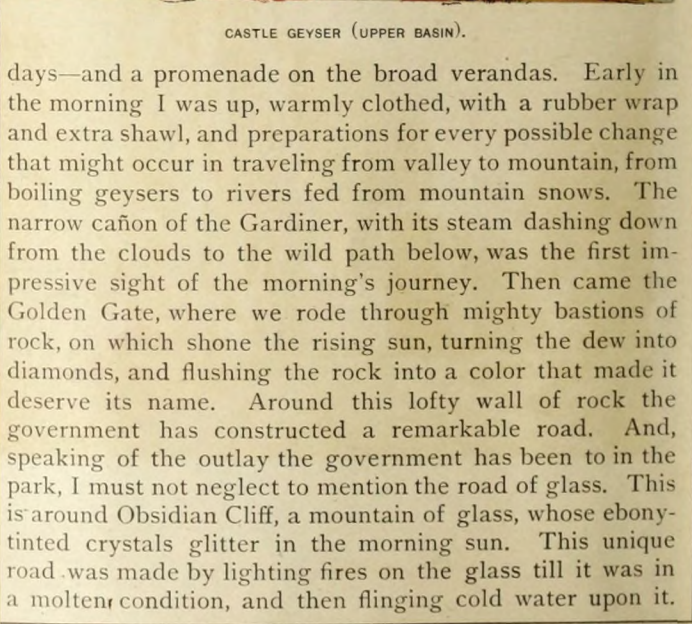 CASTLE GEYSER (UPPER BASIN).
days—and a promenade on the broad verandas. Early in
the morning I was up, warmly clothed, with a rubber wrap
and extra shawl, and preparations for every possible change
that might occur in traveling from valley to mountain, from
boiling geysers to rivers fed from mountain snows. The
narrow cañon of the Gardiner, with its steam dashing down
from the clouds to the wild path below, was the first im-
pressive sight of the morning's journey. Then came the
Golden Gate, where we rode through mighty bastions of
rock, on which shone the rising sun, turning the dew into
diamonds, and flushing the rock into a color that made it
deserve its name. Around this lofty wall of rock the
government has constructed a remarkable road. And,
speaking of the outlay the government has been to in the
park, I must not neglect to mention the road of glass. This
is around Obsidian Cliff, a mountain of glass, whose ebony-
tinted crystals glitter in the morning sun. This unique
road was made by lighting fires on the glass till it was in
a molten condition, and then flinging cold water upon it.